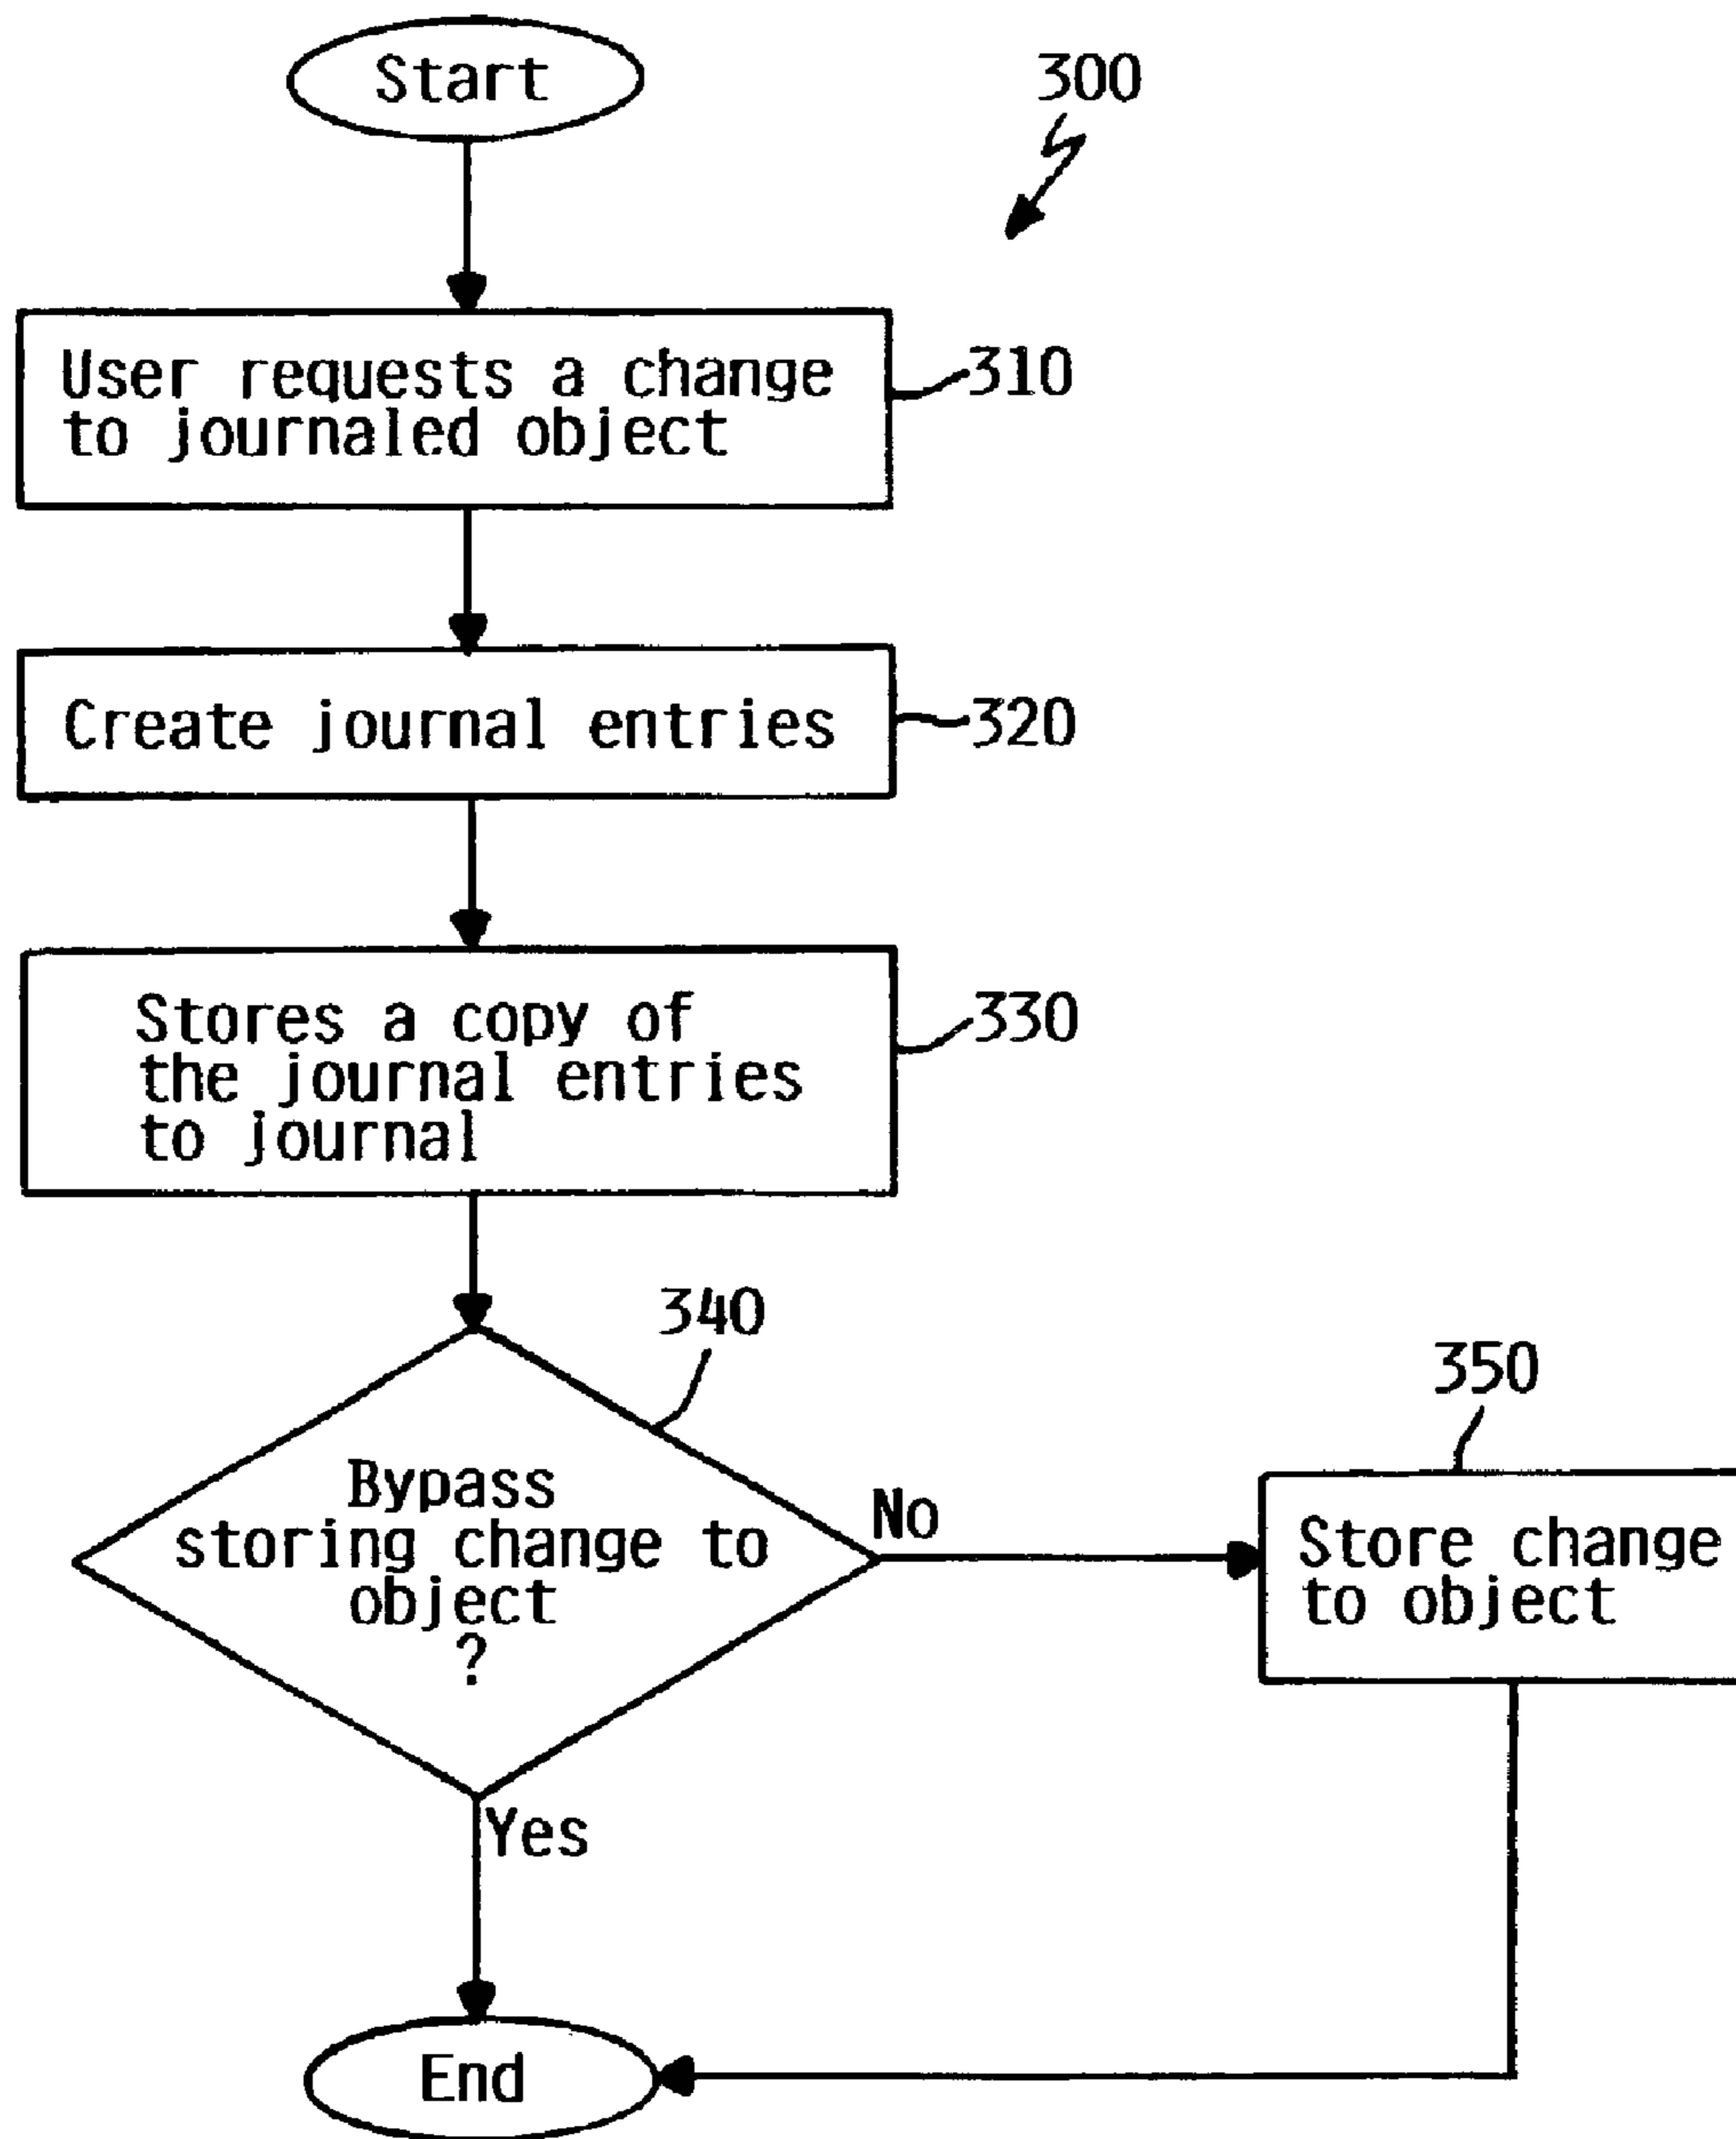 Start
300
User requests a change
to journaled object
310
Create journal entries
320
Stores a copy of
the journal entries
to journal
330
340
Bypass
storing change to
object
?
No
350
Store change
to object
Yes
End